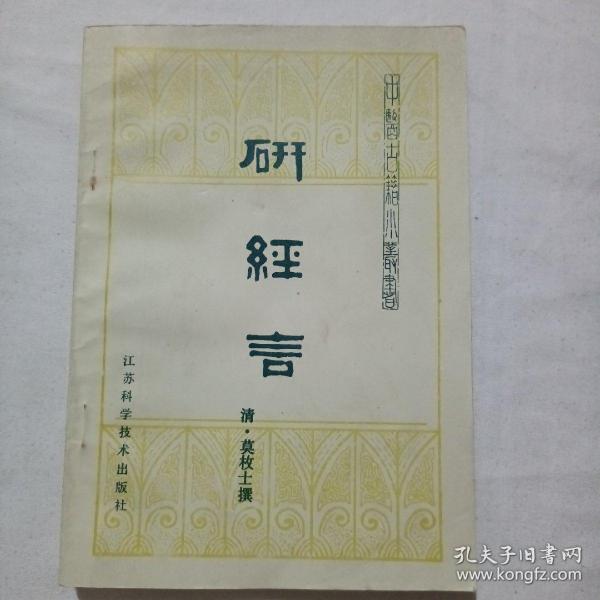 中醫古籍小叢書
研經言
清·莫枚士撰
江苏科学技术出版社
孔夫子旧书网
www.kongfz.com